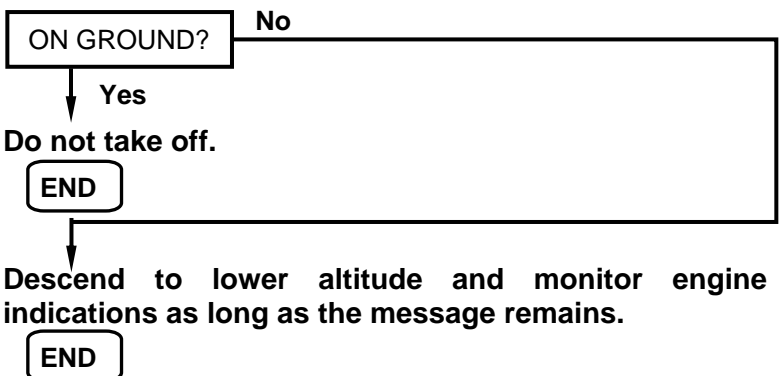 ON GROUND?
No
Yes
Do not take off.
END
Descend to lower altitude and monitor engine
indications as long as the message remains.
END